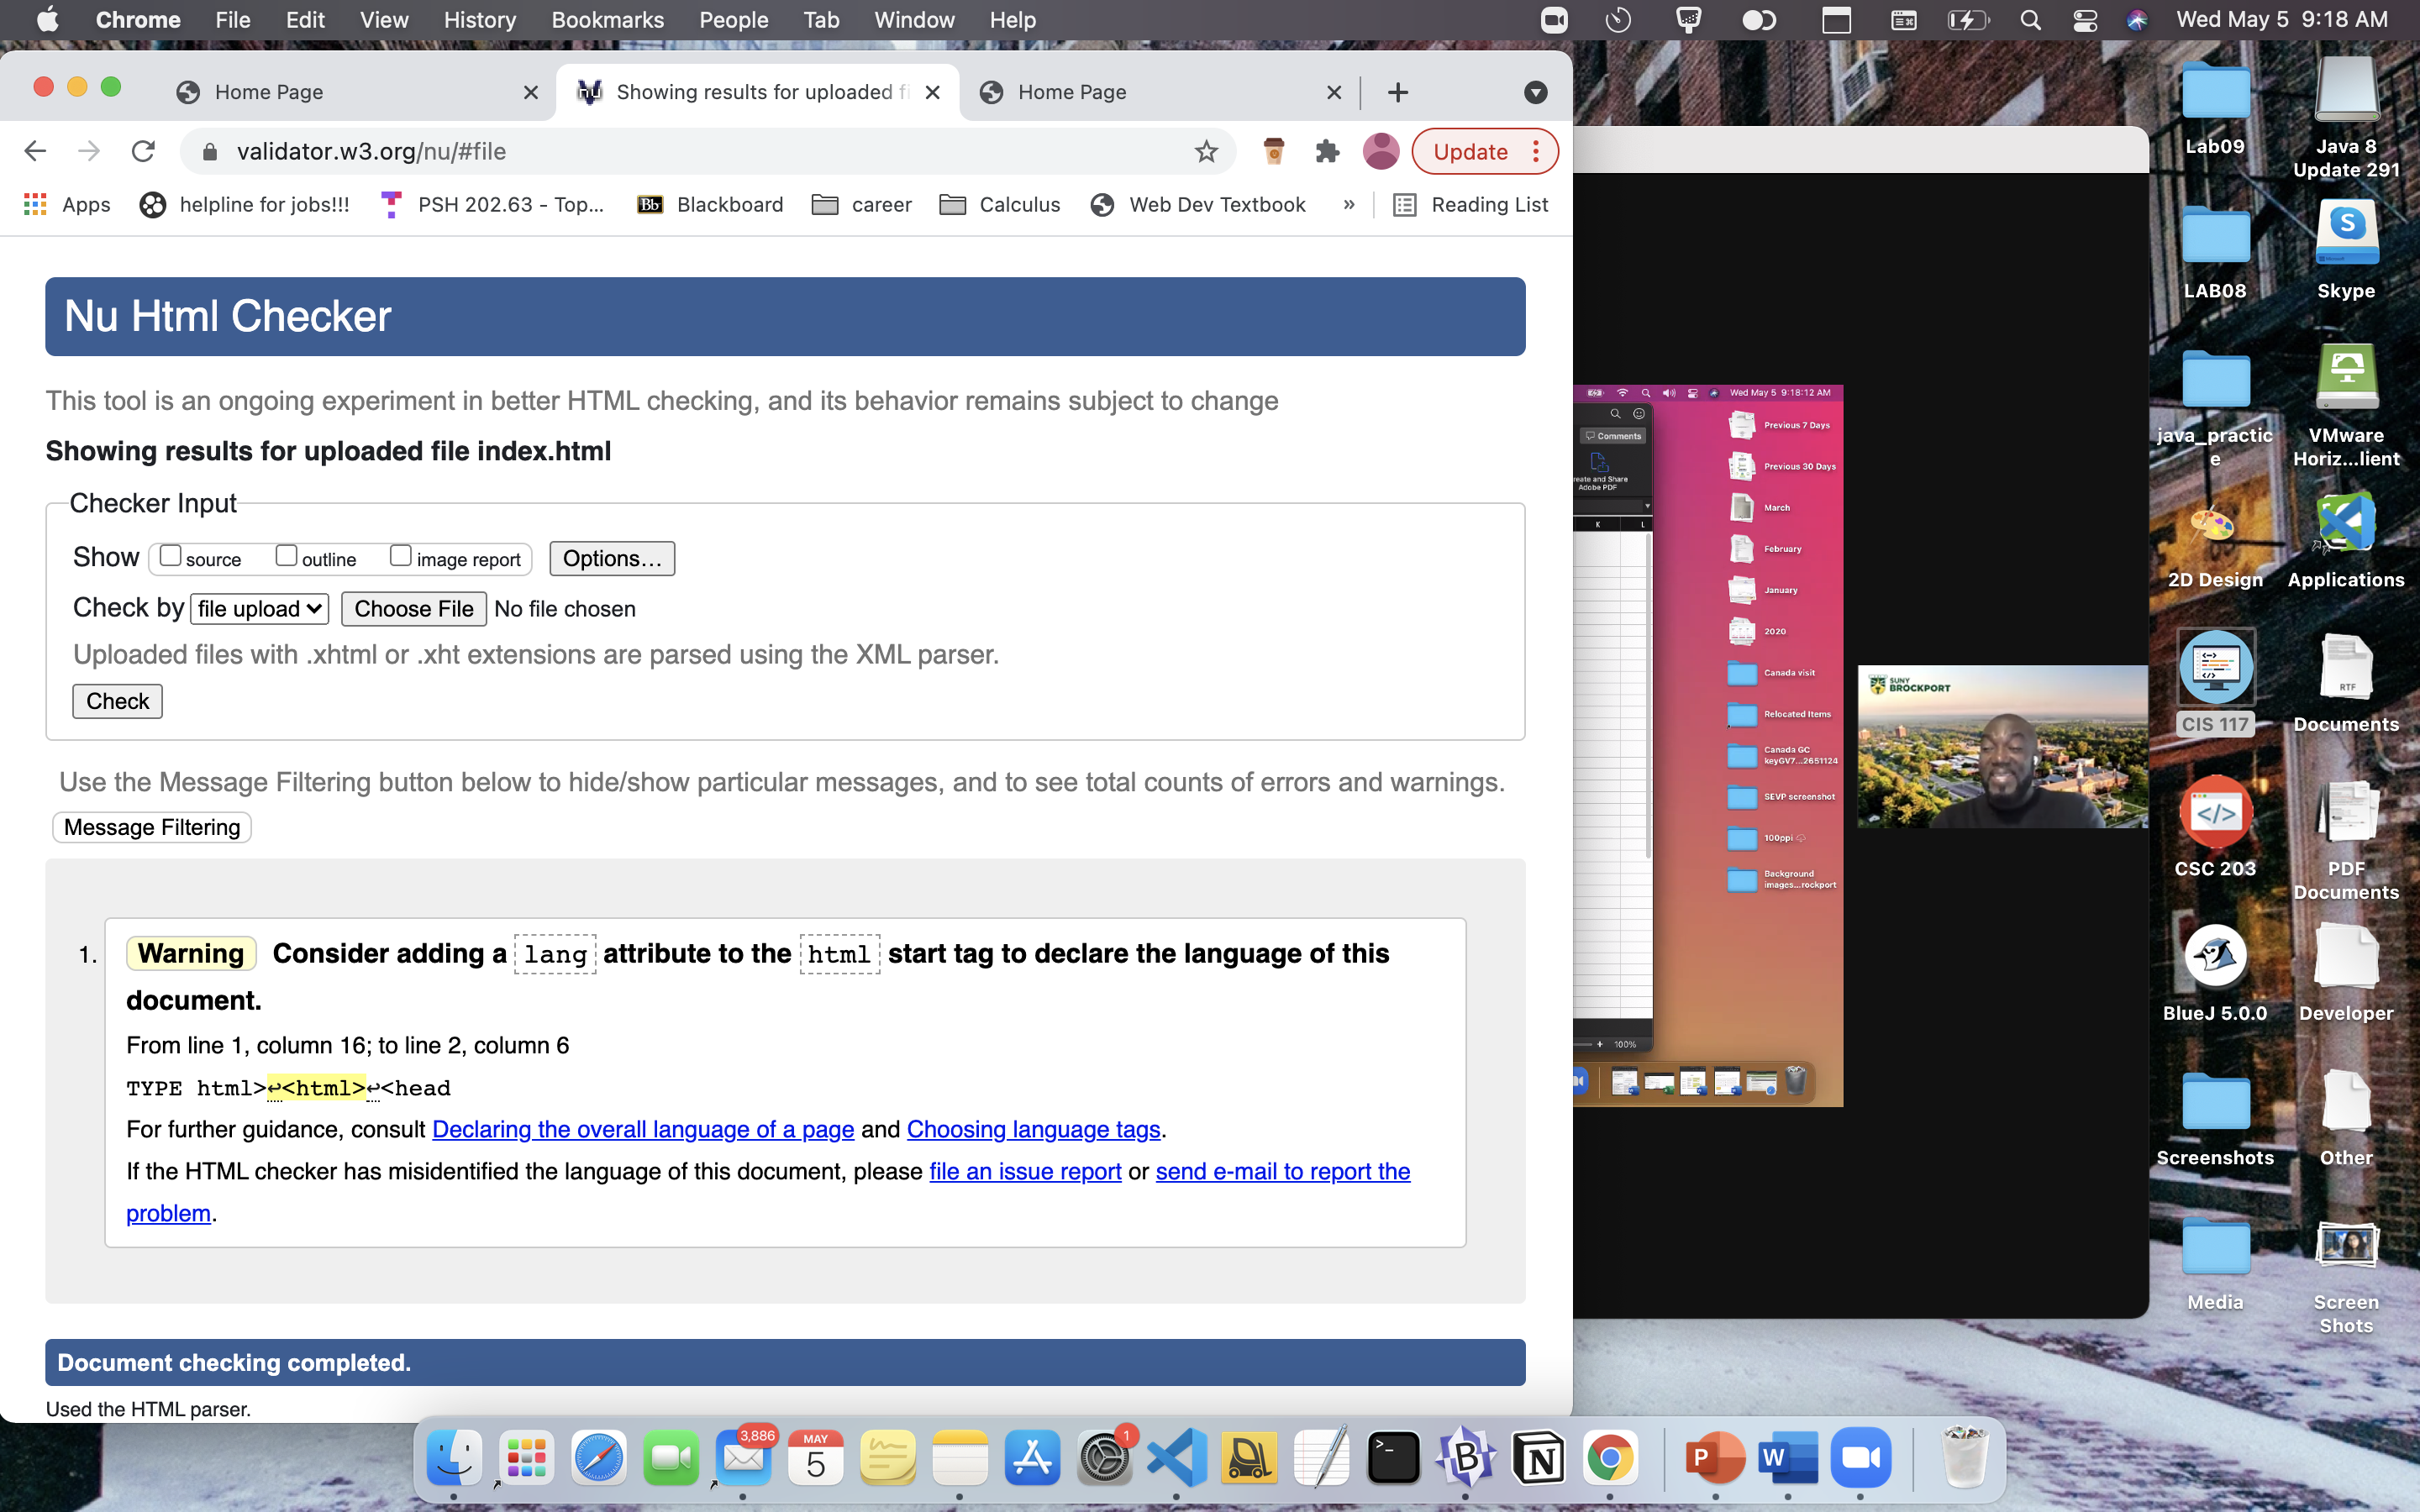 Chrome File Edit View History Bookmarks People Tab Window Help
Wed May 5 9:18 AM
Home Page
Showing results for uploaded fi
Home Page
validator.w3.org/nu/#file
Update
Apps
helpline for jobs!!!
PSH 202.63 - Top...
Bb Blackboard
career
Calculus
Web Dev Textbook
»
Reading List
Nu Html Checker
This tool is an ongoing experiment in better HTML checking, and its behavior remains subject to change
Showing results for uploaded file index.html
Checker Input
Show source outline image report Options...
Check by file upload Choose File No file chosen
Uploaded files with .xhtml or .xht extensions are parsed using the XML parser.
Check
Use the Message Filtering button below to hide/show particular messages, and to see total counts of errors and warnings.
Message Filtering
1. Warning Consider adding a lang attribute to the html start tag to declare the language of this
document.
From line 1, column 16; to line 2, column 6
TYPE html>↩<html>↩<head
For further guidance, consult Declaring the overall language of a page and Choosing language tags.
If the HTML checker has misidentified the language of this document, please file an issue report or send e-mail to report the
problem.
Document checking completed.
Used the HTML parser.
Wed May 5 9:18:12 AM
Comments
reate and Share
Adobe PDF
K L
100%
Previous 7 Days
Previous 30 Days
March
February
January
2020
Canada visit
Relocated Items
Canada GC
keyGV7...2651124
SEVP screenshot
100ppi
Background
images...rockport
SUNY
BROCKPORT
Lab09
Java 8
Update 291
LAB08
Skype
java_practic
e
VMware
Horiz...lient
2D Design
Applications
CIS 117
RTF
Documents
CSC 203
PDF
Documents
BlueJ 5.0.0
Developer
Screenshots
Other
Media
Screen
Shots
3,886
MAY
5
1